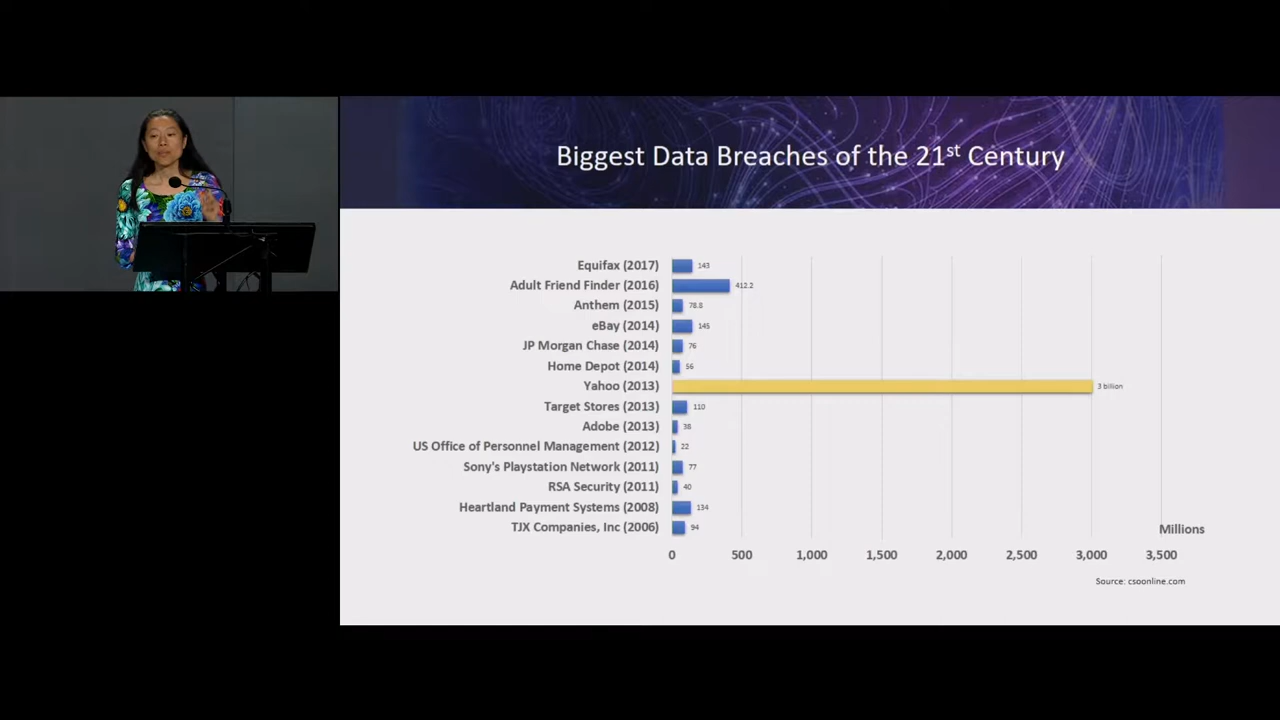 Biggest Data Breaches of the 21st Century
Equifax (2017) 143
Adult Friend Finder (2016) 412.2
Anthem (2015) 78.8
eBay (2014) 145
JP Morgan Chase (2014) 76
Home Depot (2014) 56
Yahoo (2013) 3 bilion
Target Stores (2013) 110
Adobe (2013) 38
US Office of Personnel Management (2012) 22
Sony's Playstation Network (2011) 77
RSA Security (2011) 40
Heartland Payment Systems (2008) 134
TJX Companies, Inc (2006) 94
Millions
0 500 1,000 1,500 2,000 2,500 3,000 3,500
Source: csoonline.com